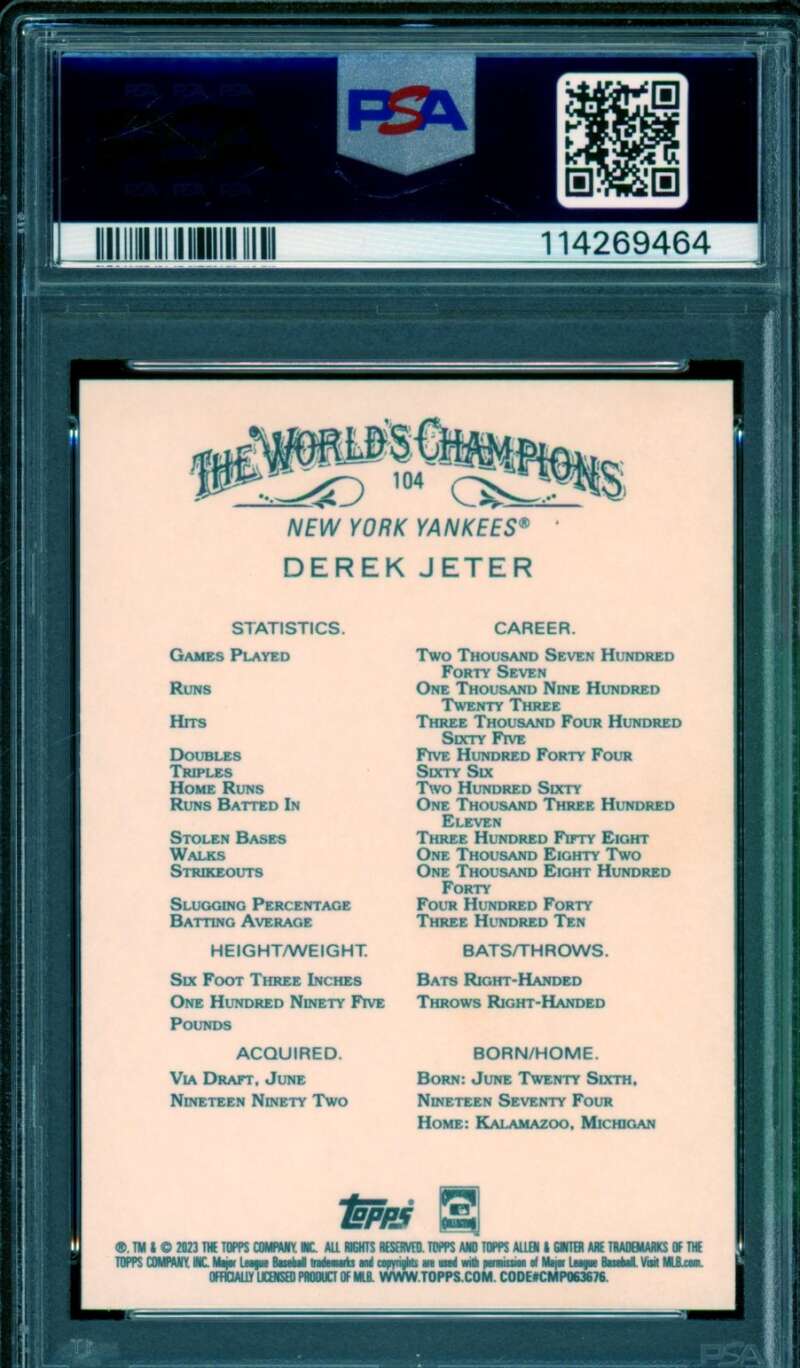 PSA
114269464
THE WORLD'S CHAMPIONS
104
NEW YORK YANKEES®
DEREK JETER
STATISTICS. CAREER.
GAMES PLAYED TWO THOUSAND SEVEN HUNDRED
FORTY SEVEN
RUNS ONE THOUSAND NINE HUNDRED
TWENTY THREE
HITS THREE THOUSAND FOUR HUNDRED
SIXTY FIVE
DOUBLES FIVE HUNDRED FORTY FOUR
TRIPLES SIXTY SIX
HOME RUNS TWO HUNDRED SIXTY
RUNS BATTED IN ONE THOUSAND THREE HUNDRED
ELEVEN
STOLEN BASES THREE HUNDRED FIFTY EIGHT
WALKS ONE THOUSAND EIGHTY TWO
STRIKEOUTS ONE THOUSAND EIGHT HUNDRED
FORTY
SLUGGING PERCENTAGE FOUR HUNDRED FORTY
BATTING AVERAGE THREE HUNDRED TEN
HEIGHT/WEIGHT. BATS/THROWS.
SIX FOOT THREE INCHES BATS RIGHT-HANDED
ONE HUNDRED NINETY FIVE THROWS RIGHT-HANDED
POUNDS
ACQUIRED. BORN/HOME.
VIA DRAFT, JUNE BORN: JUNE TWENTY SIXTH,
NINETEEN NINETY TWO NINETEEN SEVENTY FOUR
HOME: KALAMAZOO, MICHIGAN
topps
®, TM & © 2023 THE TOPPS COMPANY, INC. ALL RIGHTS RESERVED. TOPPS AND TOPPS ALLEN & GINTER ARE TRADEMARKS OF THE
TOPPS COMPANY, INC. Major League Baseball trademarks and copyrights are used with permission of Major League Baseball. Visit MLB.com.
OFFICIALLY LICENSED PRODUCT OF MLB. WWW.TOPPS.COM. CODE#CMP063676.
PSA